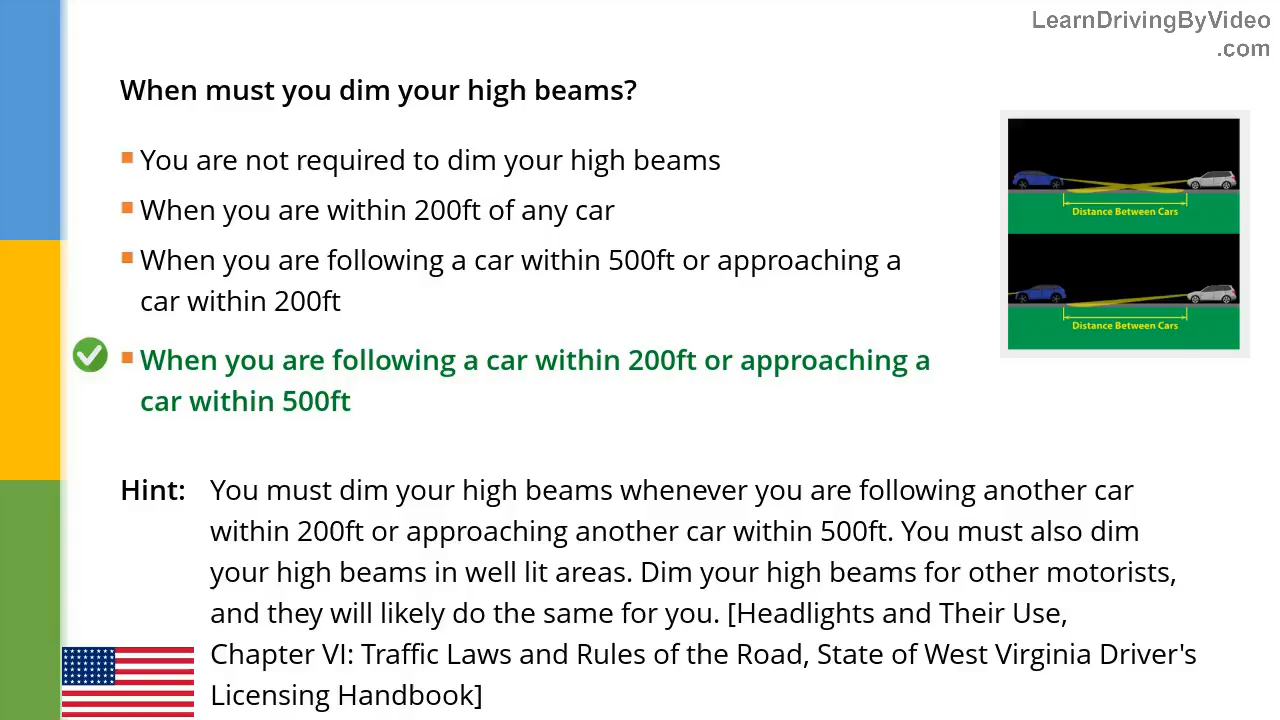 LearnDrivingByVideo
.com
When must you dim your high beams?
You are not required to dim your high beams
When you are within 200ft of any car
When you are following a car within 500ft or approaching a
car within 200ft
When you are following a car within 200ft or approaching a
car within 500ft
Distance Between Cars
Distance Between Cars
Hint: You must dim your high beams whenever you are following another car
within 200ft or approaching another car within 500ft. You must also dim
your high beams in well lit areas. Dim your high beams for other motorists,
and they will likely do the same for you. [Headlights and Their Use,
Chapter VI: Traffic Laws and Rules of the Road, State of West Virginia Driver's
Licensing Handbook]